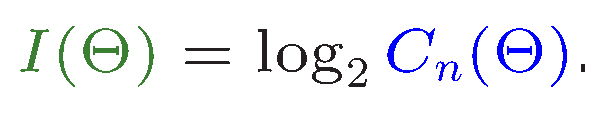 I(Θ) = log₂ Cₙ(Θ).